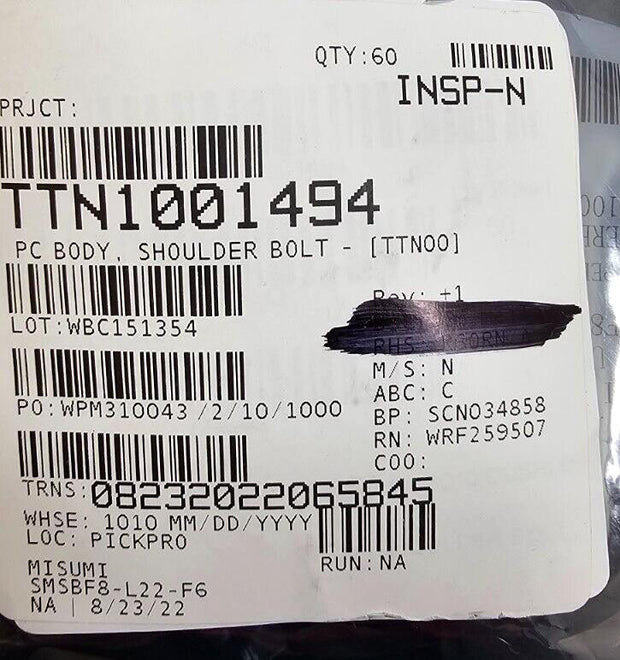 QTY:60
INSP-N
PRJCT:
TTN1001494
PC BODY, SHOULDER BOLT - [TTN00]
LOT:WBC151354
Rev: +1
M/S: N
ABC: C
PO:WPM310043 /2/10/1000
BP: SCN034858
RN: WRF259507
COO:
TRNS:08232022065845
WHSE: 1010 MM/DD/YYYY
LOC: PICKPRO
RUN:NA
MISUMI
SMSBF8-L22-F6
NA | 8/23/22